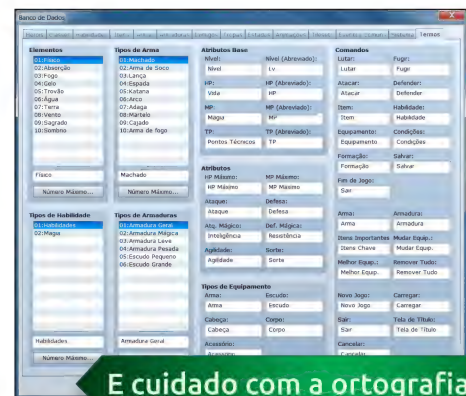 Banco de Dados
Termos
Elementos
01:Físico
02:Absorção
03:Fogo
04:Gelo
05:Trovão
06:Água
07:Terra
08:Vento
09:Sagrado
10:Sombrio
Físico
Número Máximo...
Tipos de Arma
01:Machado
02:Arma de Soco
03:Lança
04:Espada
05:Katana
06:Arco
07:Adaga
08:Martelo
09:Cajado
10:Arma de fogo
Machado
Número Máximo...
Tipos de Habilidade
01:Habilidades
02:Magia
Habilidades
Número Máximo...
Tipos de Armaduras
01:Armadura Geral
02:Armadura Mágica
03:Armadura Leve
04:Armadura Pesada
05:Escudo Pequeno
06:Escudo Grande
Armadura Geral
Atributos Base
Nível: Nível (Abreviado):
Nível Lv
HP: HP (Abreviado):
Vida HP
MP: MP (Abreviado):
Magia MP
TP: TP (Abreviado):
Pontos Técnicos TP
Atributos
HP Máximo: MP Máximo:
HP Máximo MP Máximo
Ataque: Defesa:
Ataque Defesa
Atq. Mágico: Def. Mágica:
Inteligência Resistência
Agilidade: Sorte:
Agilidade Sorte
Tipos de Equipamento
Arma: Escudo:
Arma Escudo
Cabeça: Corpo:
Cabeça Corpo
Acessório:
Acessório
Comandos
Lutar: Fugir:
Lutar Fugir
Atacar: Defender:
Atacar Defender
Item: Habilidade:
Item Habilidade
Equipamento: Condições:
Equipamento Condições
Formação: Salvar:
Formação Salvar
Fim de Jogo:
Sair
Arma: Armadura:
Arma Armadura
Itens Importantes Mudar Equip.:
Itens Chave Mudar Equip.
Melhor Equip.: Remover Tudo:
Melhor Equip. Remover Tudo
Novo Jogo: Carregar:
Novo Jogo Carregar
Sair: Tela de Título:
Sair Tela de Título
Cancelar:
Cancelar
E cuidado com a ortografia